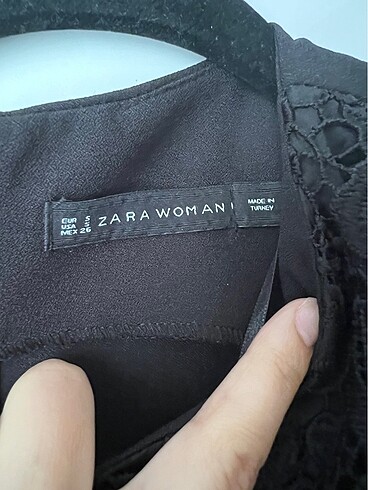 EUR S
USA S
MEX 26
ZARA WOMAN
MADE IN
TURKEY